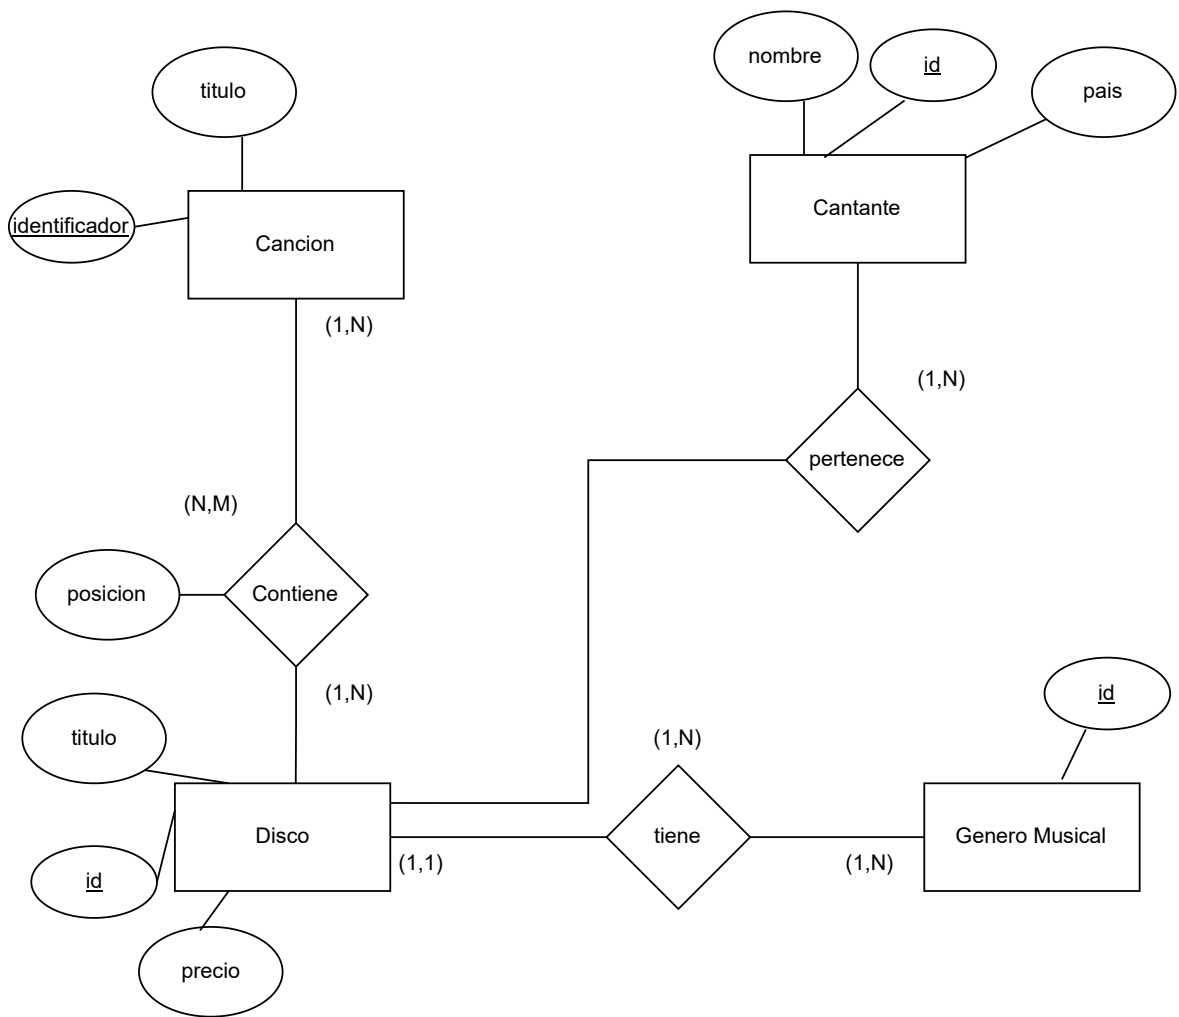 nombre
id
pais
titulo
Cantante
identificador
Cancion
(1,N)
(1,N)
pertenece
(N,M)
posicion
Contiene
(1,N)
id
titulo
(1,N)
Disco
tiene
Genero Musical
(1,1)
(1,N)
id
precio